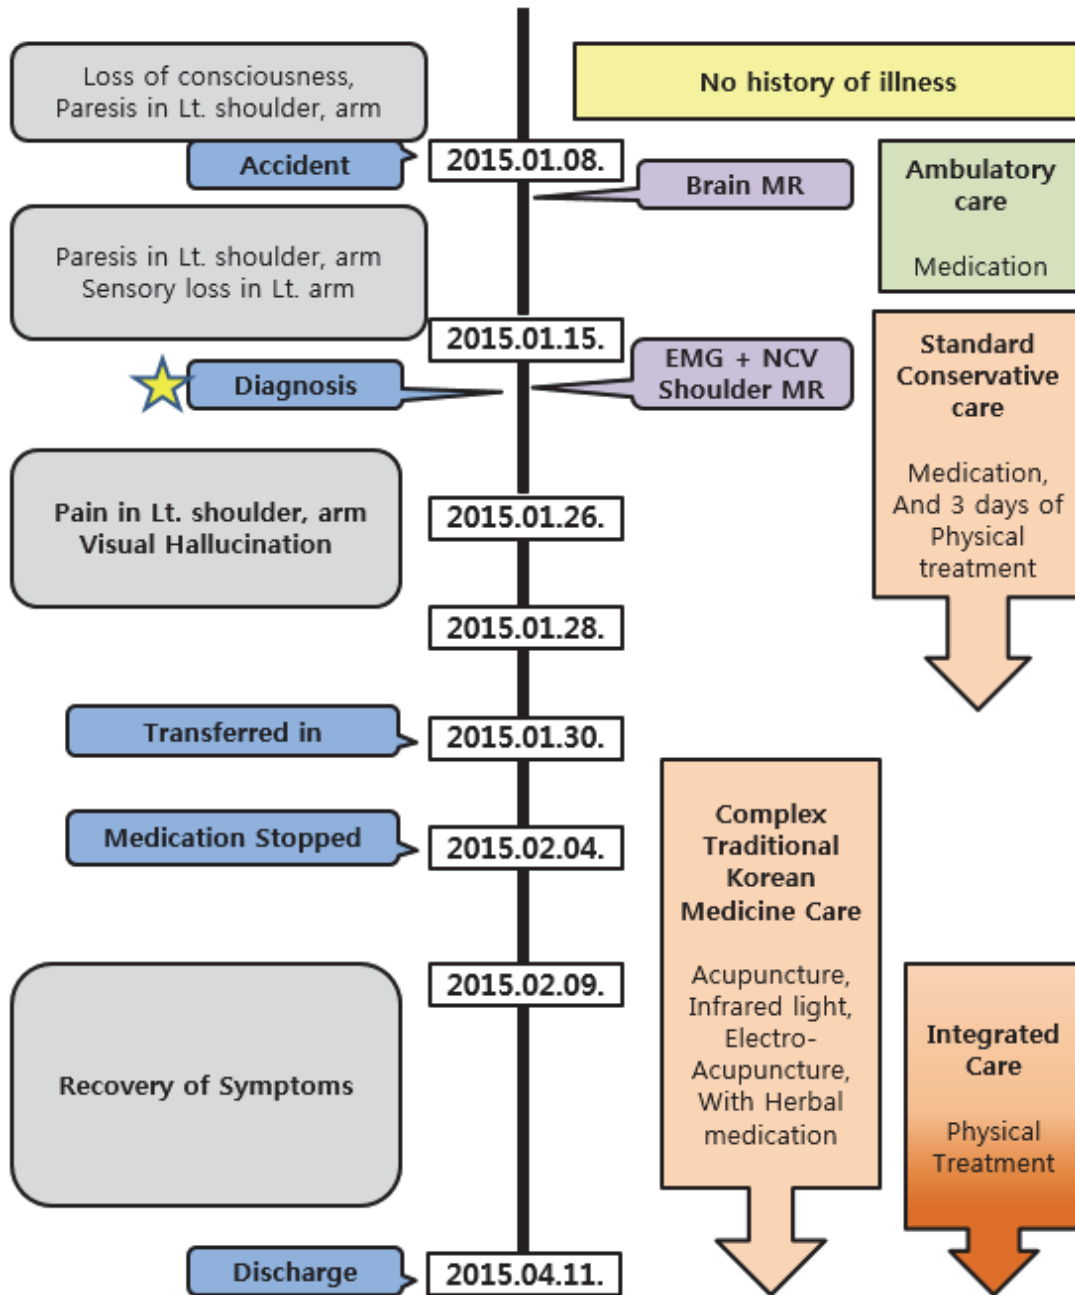 Loss of consciousness,
Paresis in Lt. shoulder, arm
No history of illness
Accident
2015.01.08.
Brain MR
Ambulatory
care
Medication
Paresis in Lt. shoulder, arm
Sensory loss in Lt. arm
2015.01.15.
Diagnosis
EMG + NCV
Shoulder MR
Standard
Conservative
care
Medication,
And 3 days of
Physical
treatment
Pain in Lt. shoulder, arm
Visual Hallucination
2015.01.26.
2015.01.28.
Transferred in
2015.01.30.
Medication Stopped
2015.02.04.
Complex
Traditional
Korean
Medicine Care
Acupuncture,
Infrared light,
Electro-
Acupuncture,
With Herbal
medication
2015.02.09.
Recovery of Symptoms
Integrated
Care
Physical
Treatment
Discharge
2015.04.11.